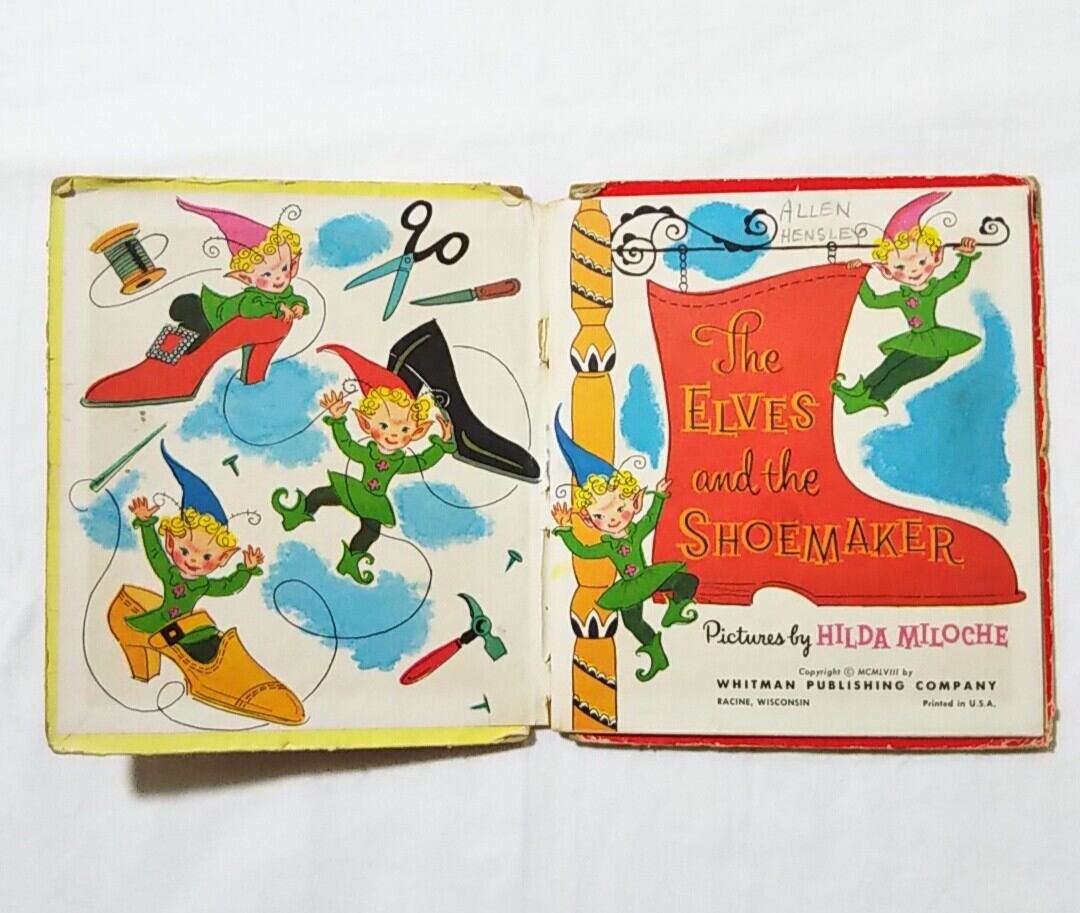 ALLEN
HENSLEY
The
ELVES
and the
SHOEMAKER
Pictures by HILDA MILOCHE
Copyright © MCMLVIII by
WHITMAN PUBLISHING COMPANY
RACINE, WISCONSIN Printed in U.S.A.